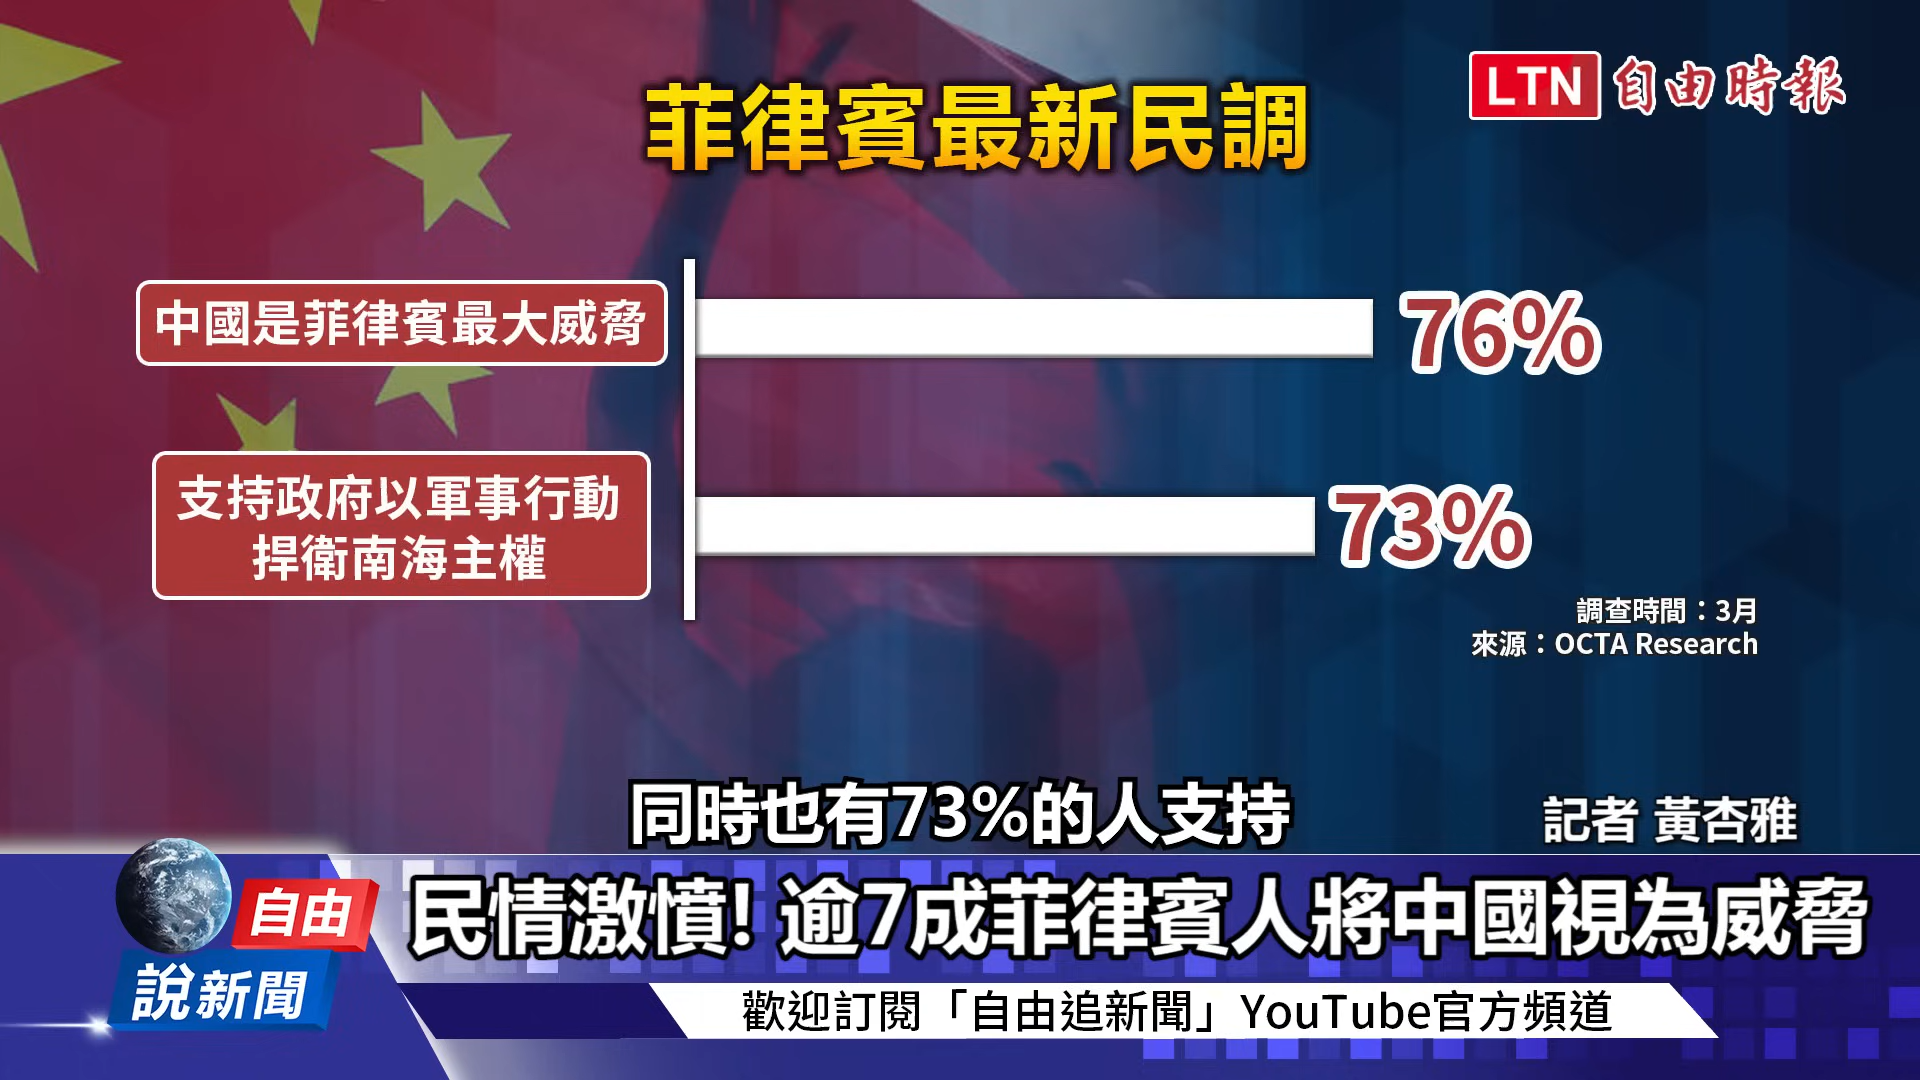 LTN 自由時報
菲律賓最新民調
中國是菲律賓最大威脅
76%
支持政府以軍事行動
捍衛南海主權
73%
調查時間：3月
來源：OCTA Research
同時也有73%的人支持
記者 黃杏雅
自由
說新聞
民情激憤! 逾7成菲律賓人將中國視為威脅
歡迎訂閱「自由追新聞」YouTube官方頻道